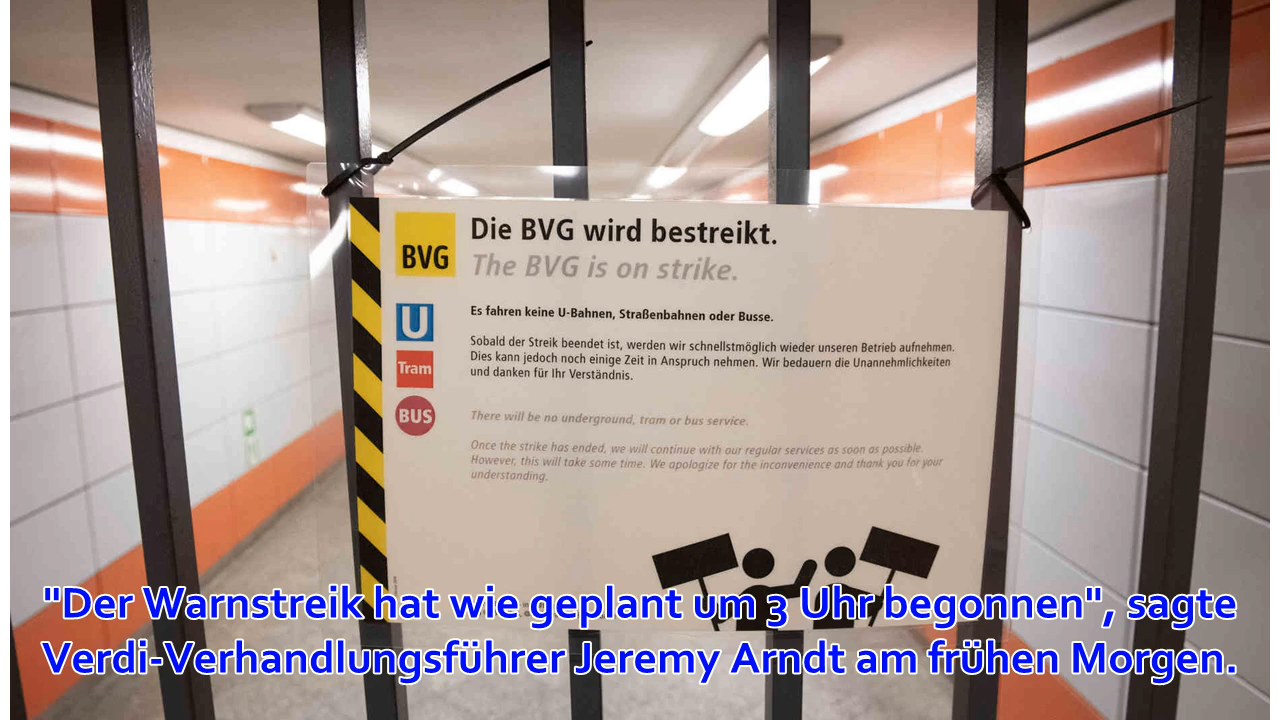 BVG
Die BVG wird bestreikt.
The BVG is on strike.
U
Es fahren keine U-Bahnen, Straßenbahnen oder Busse.
Tram
Sobald der Streik beendet ist, werden wir schnellstmöglich wieder unseren Betrieb aufnehmen.
Dies kann jedoch noch einige Zeit in Anspruch nehmen. Wir bedauern die Unannehmlichkeiten
und danken für Ihr Verständnis.
BUS
There will be no underground, tram or bus service.
Once the strike has ended, we will continue with our regular services as soon as possible.
However, this will take some time. We apologize for the inconvenience and thank you for your
understanding.
"Der Warnstreik hat wie geplant um 3 Uhr begonnen", sagte
Verdi-Verhandlungsführer Jeremy Arndt am frühen Morgen.